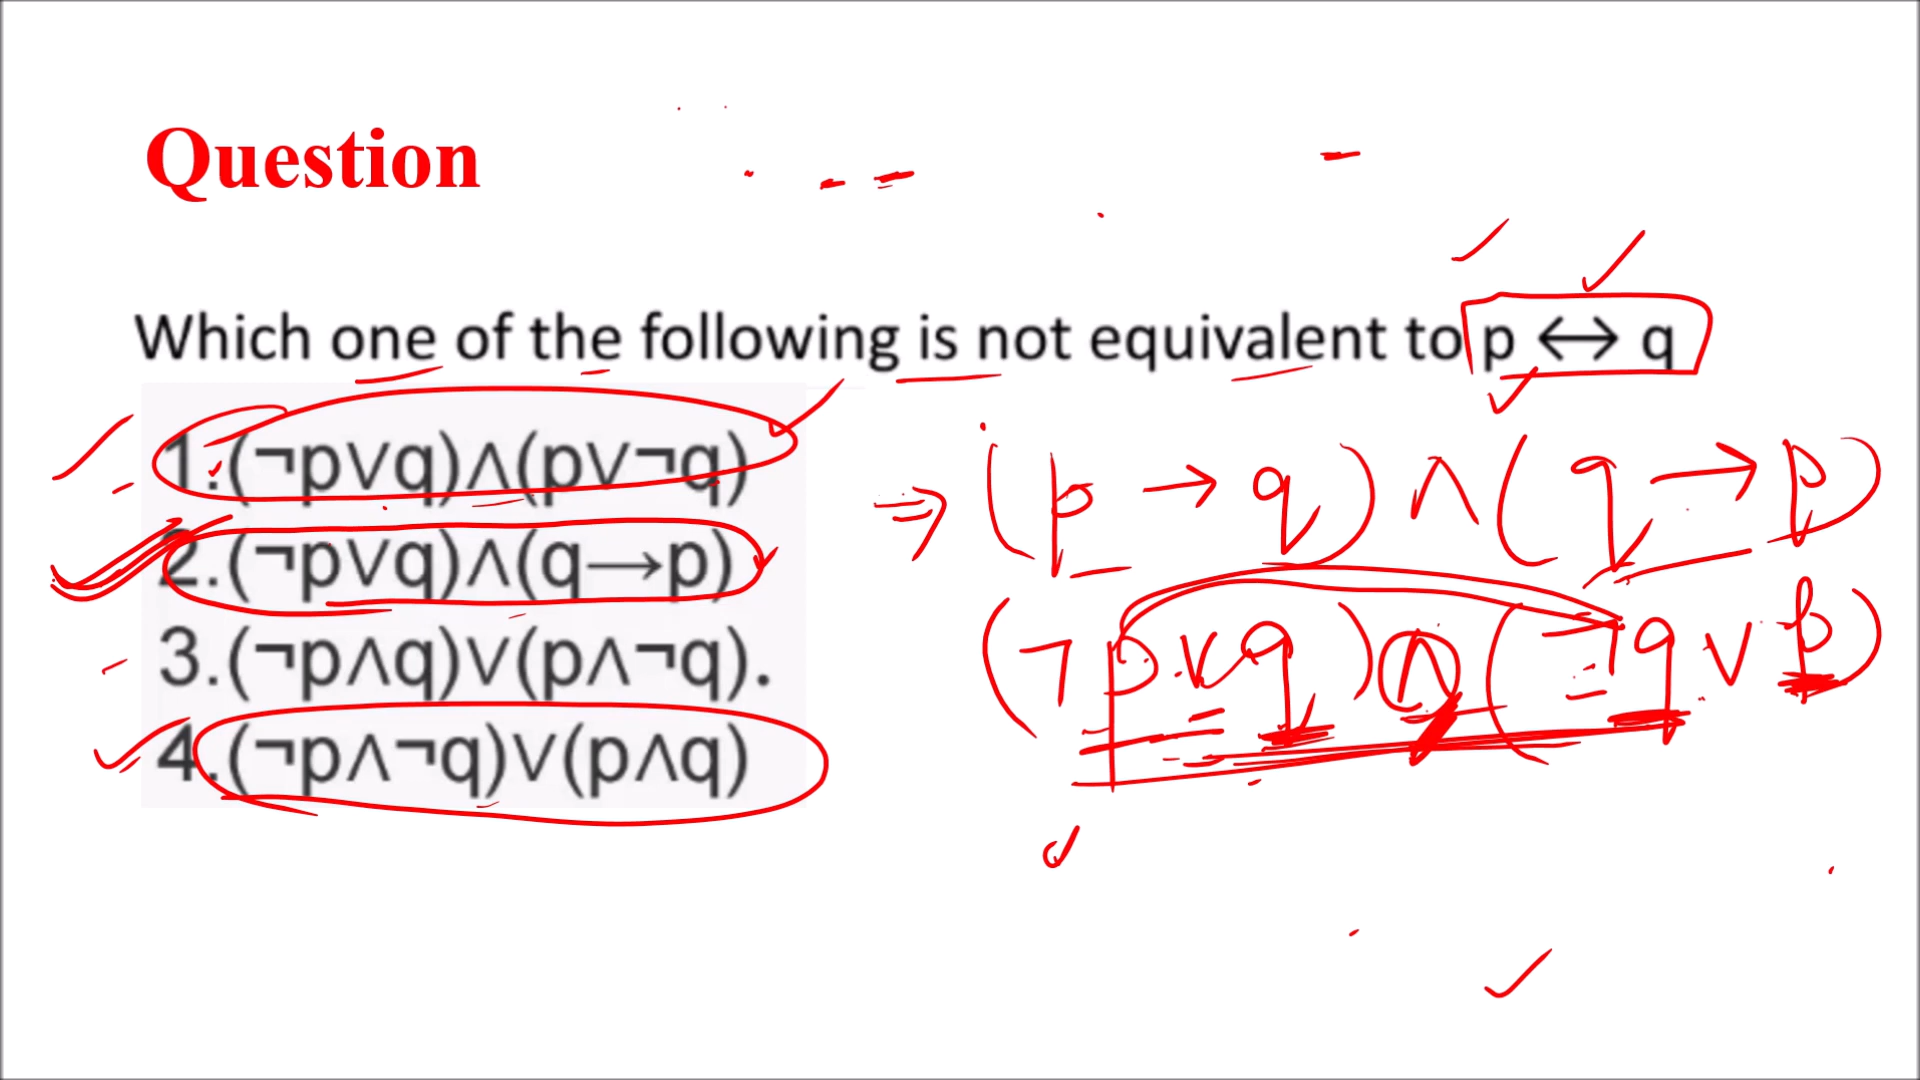 Question
Which one of the following is not equivalent to p ↔ q
1.(¬p∨q)∧(p∨¬q)
2.(¬p∨q)∧(q→p)
3.(¬p∧q)∨(p∧¬q).
4.(¬p∧¬q)∨(p∧q)
⇒ (p → q) ∧ (q → p)
(¬p ∨ q) ∧ (¬q ∨ p)